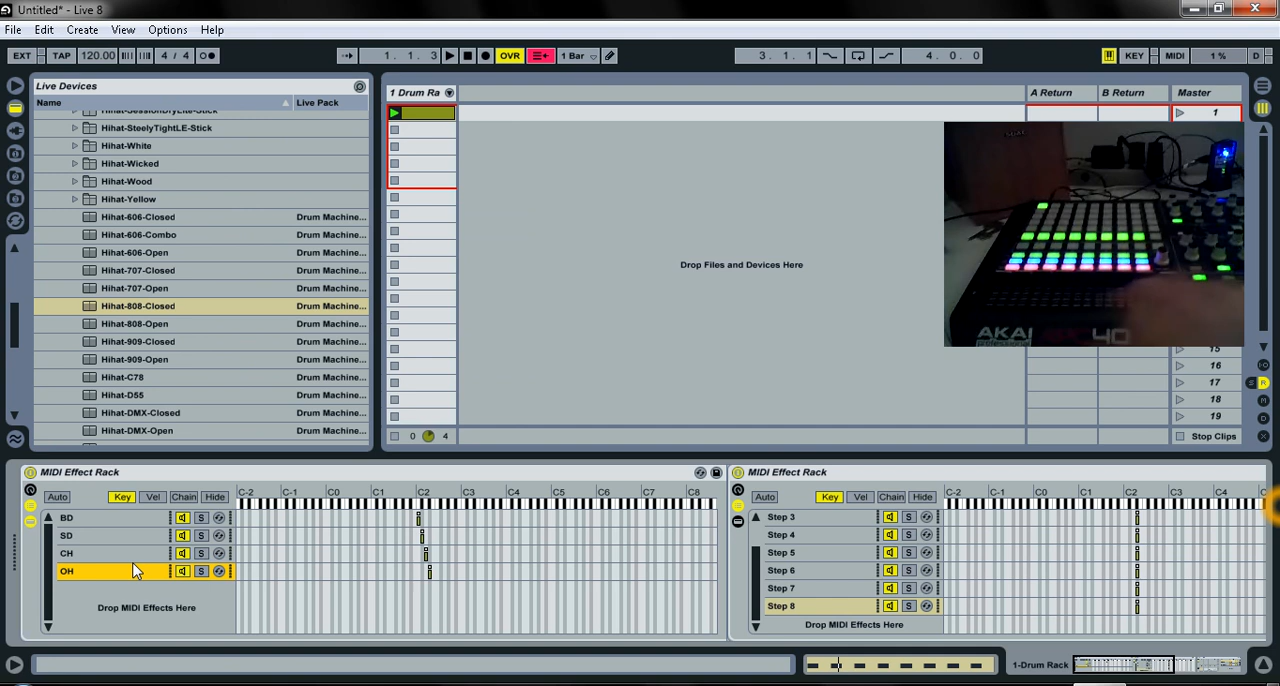 Untitled* - Live 8
File Edit Create View Options Help
EXT TAP 120.00 4 / 4 1. 1. 3 OVR 1 Bar 3. 1. 1 4. 0. 0 KEY MIDI 1 % D
Live Devices
Name Live Pack
Hihat-SessionDryLite-Stick
Hihat-SteelyTightLE-Stick
Hihat-White
Hihat-Wicked
Hihat-Wood
Hihat-Yellow
Hihat-606-Closed Drum Machine...
Hihat-606-Combo Drum Machine...
Hihat-606-Open Drum Machine...
Hihat-707-Closed Drum Machine...
Hihat-707-Open Drum Machine...
Hihat-808-Closed Drum Machine...
Hihat-808-Open Drum Machine...
Hihat-909-Closed Drum Machine...
Hihat-909-Open Drum Machine...
Hihat-C78 Drum Machine...
Hihat-D55 Drum Machine...
Hihat-DMX-Closed Drum Machine...
Hihat-DMX-Open Drum Machine...
1 Drum Ra A Return B Return Master
1
Drop Files and Devices Here
AKAI
professional
40
15
16
17
18
19
S R
M
D
X
0 4 Stop Clips
MIDI Effect Rack
Auto Key Vel Chain Hide C-2 C-1 C0 C1 C2 C3 C4 C5 C6 C7 C8
BD S
SD S
CH S
OH S
Drop MIDI Effects Here
MIDI Effect Rack
Auto Key Vel Chain Hide C-2 C-1 C0 C1 C2 C3 C4
Step 3 S
Step 4 S
Step 5 S
Step 6 S
Step 7 S
Step 8 S
Drop MIDI Effects Here
1-Drum Rack